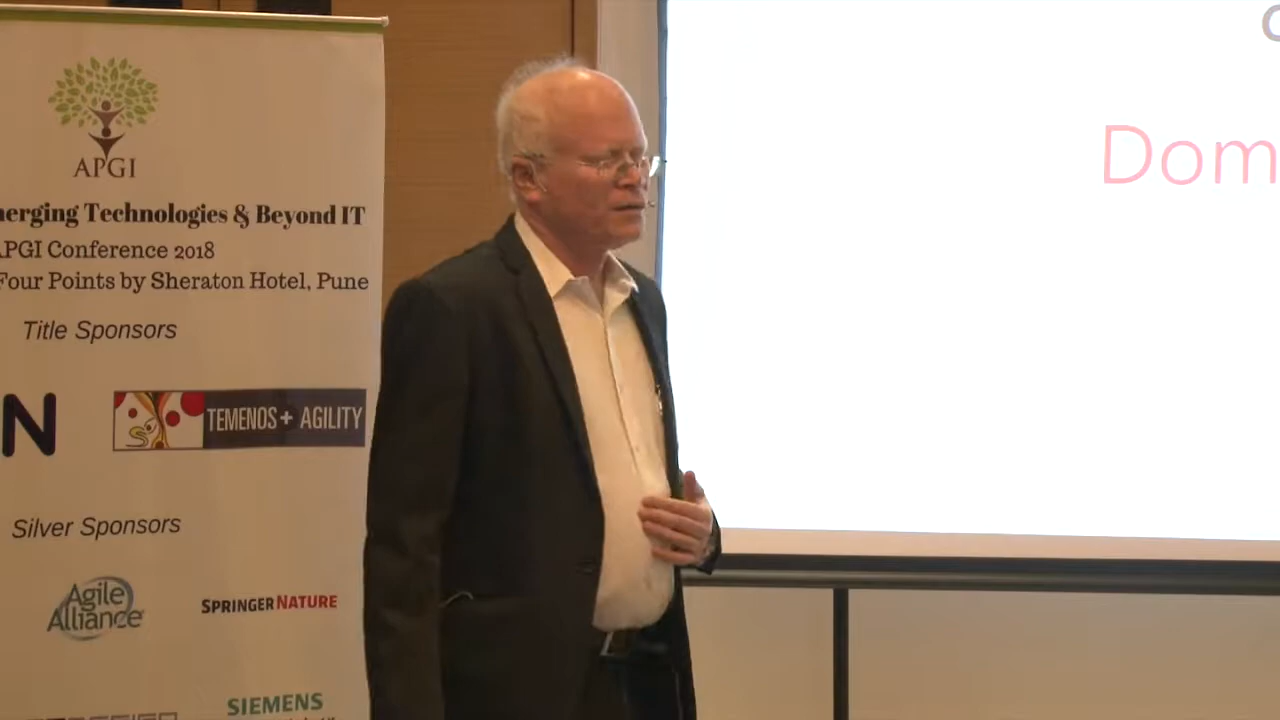 APGI
merging Technologies & Beyond IT
APGI Conference 2018
Four Points by Sheraton Hotel, Pune
Title Sponsors
N
TEMENOS+ AGILITY
Silver Sponsors
Agile
Alliance
SPRINGER NATURE
SIEMENS
Dom